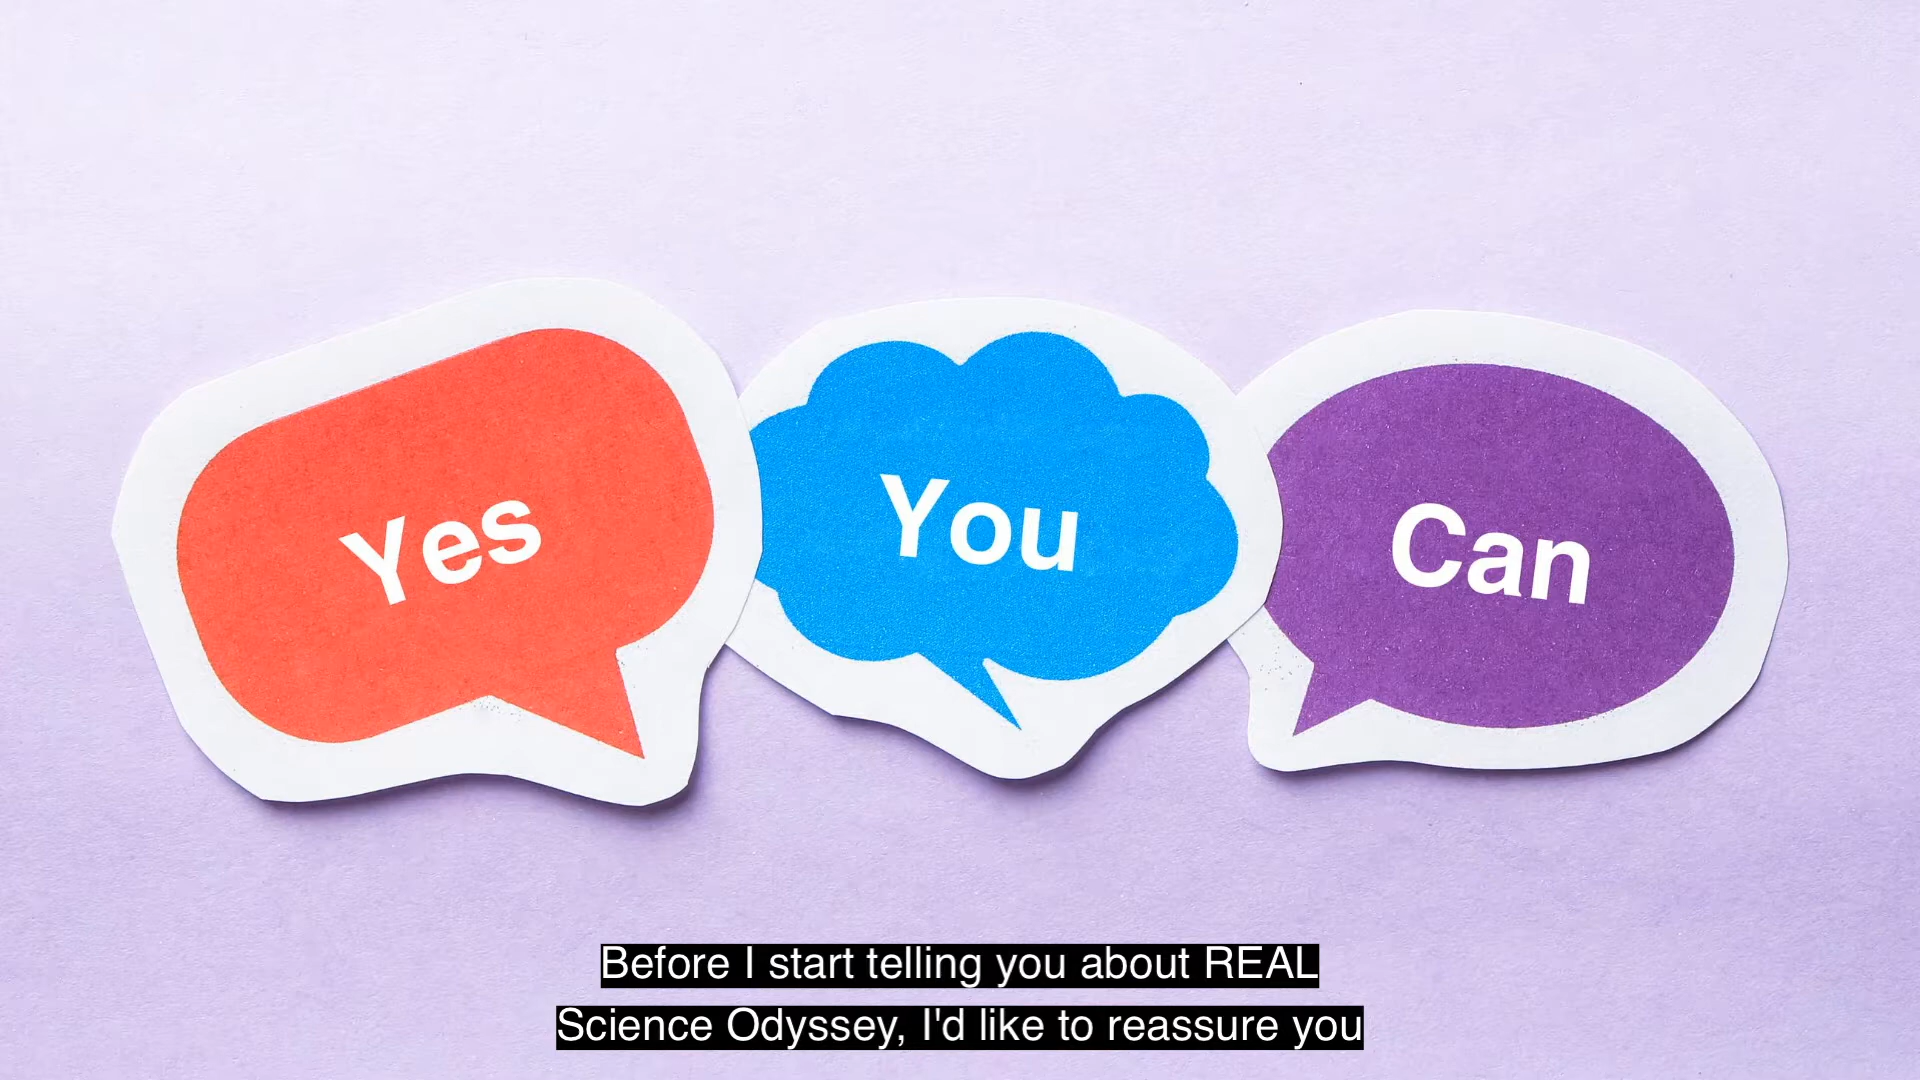 Yes You Can
Before I start telling you about REAL
Science Odyssey, I'd like to reassure you